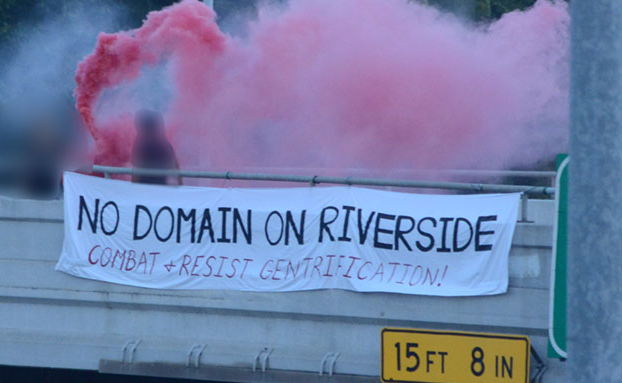 NO DOMAIN ON RIVERSIDE
COMBAT + RESIST GENTRIFICATION!
15 FT 8 IN